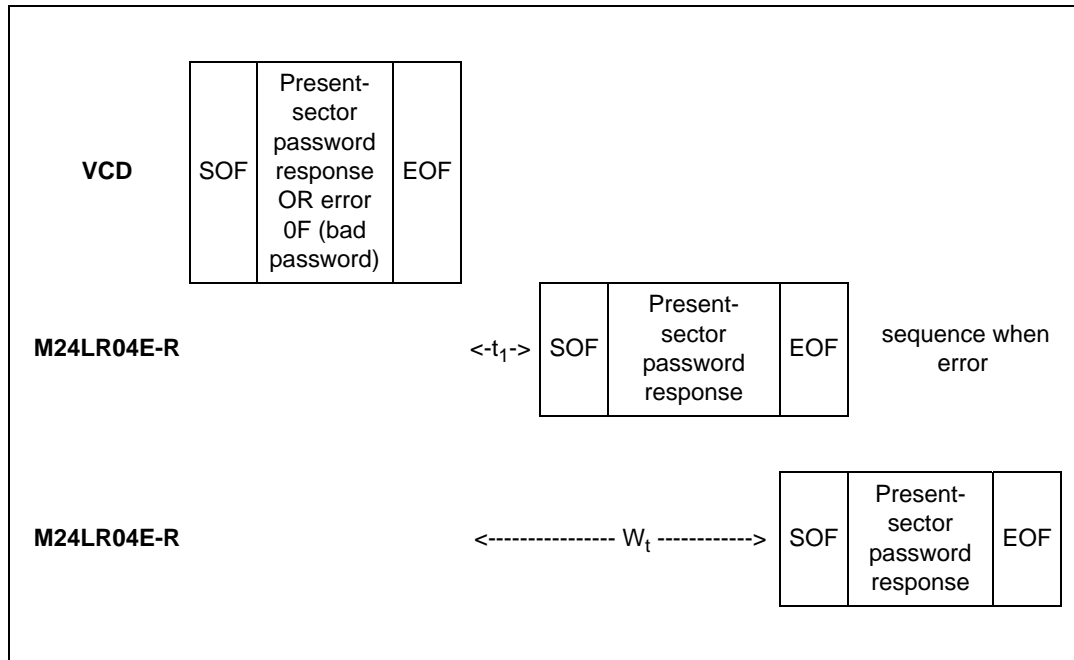 VCD
SOF
Present-
sector
password
response
OR error
0F (bad
password)
EOF
M24LR04E-R
<-t1->
SOF
Present-
sector
password
response
EOF
sequence when
error
M24LR04E-R
<---------------- Wt ------------>
SOF
Present-
sector
password
response
EOF